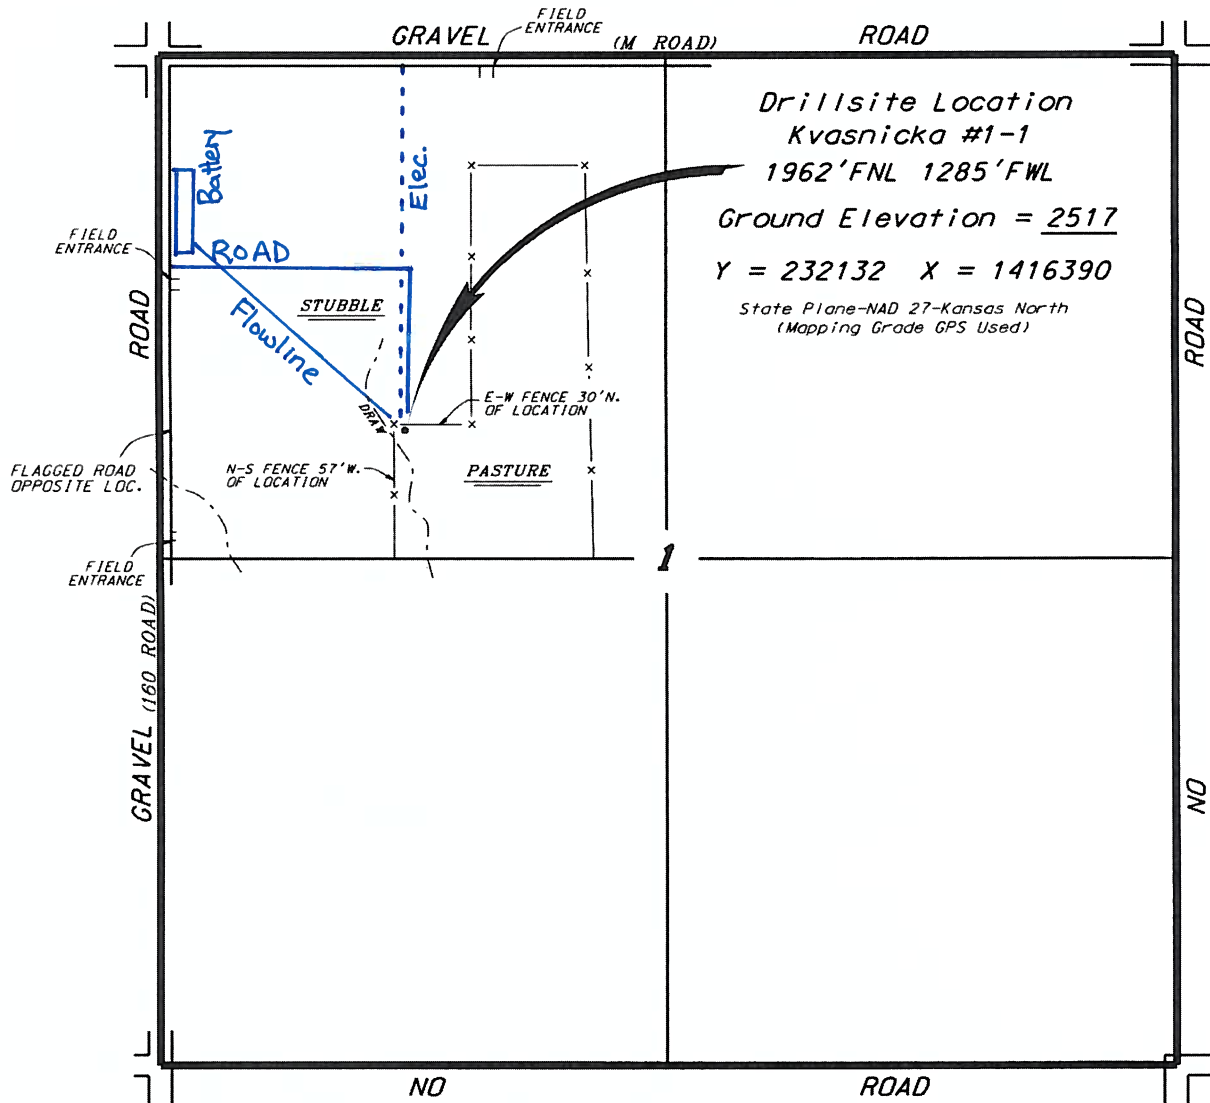 FIELD
ENTRANCE
GRAVEL (M ROAD) ROAD
Drillsite Location
Kvasnicka #1-1
1962'FNL 1285'FWL
Ground Elevation = 2517
Y = 232132 X = 1416390
State Plane-NAD 27-Kansas North
(Mapping Grade GPS Used)
Battery
Elec.
FIELD
ENTRANCE
ROAD
STUBBLE
Flowline
ROAD
ROAD
DRAW
E-W FENCE 30'N.
OF LOCATION
N-S FENCE 57'W.
OF LOCATION
PASTURE
FLAGGED ROAD
OPPOSITE LOC.
FIELD
ENTRANCE
1
GRAVEL (160 ROAD)
NO
NO ROAD